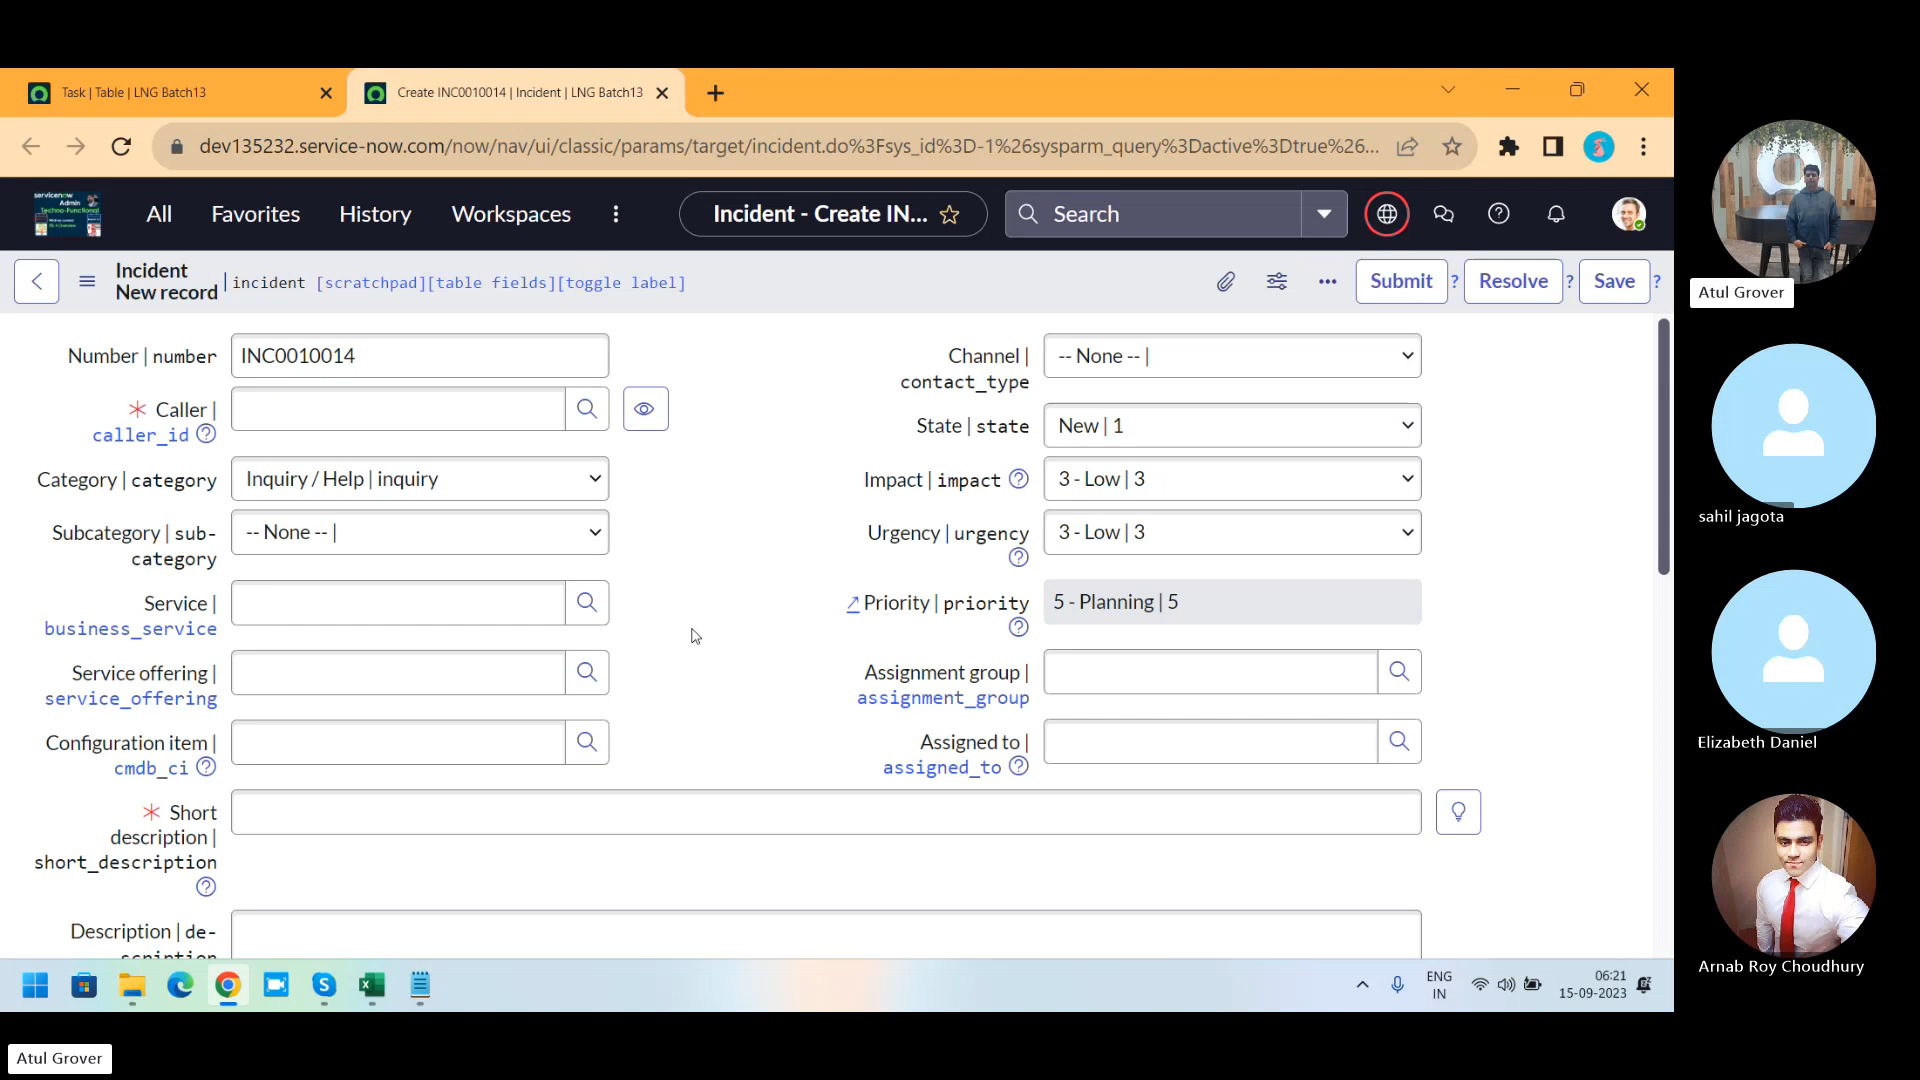 Task | Table | LNG Batch13
Create INC0010014 | Incident | LNG Batch13
dev135232.service-now.com/now/nav/ui/classic/params/target/incident.do%3Fsys_id%3D-1%26sysparm_query%3Dactive%3Dtrue%26...
servicenow
Admin
Techno-Functional
All
Favorites
History
Workspaces
Incident - Create IN...
Search
Incident
New record
incident [scratchpad][table fields][toggle label]
Submit ?
Resolve ?
Save ?
Number | number
INC0010014
Channel |
contact_type
-- None -- |
* Caller |
caller_id
State | state
New | 1
Category | category
Inquiry / Help | inquiry
Impact | impact
3 - Low | 3
Subcategory | sub-
category
-- None -- |
Urgency | urgency
3 - Low | 3
Service |
business_service
Priority | priority
5 - Planning | 5
Service offering |
service_offering
Assignment group |
assignment_group
Configuration item |
cmdb_ci
Assigned to |
assigned_to
* Short
description |
short_description
Description | de-
scription
ENG
IN
06:21
15-09-2023
Atul Grover
sahil jagota
Elizabeth Daniel
Arnab Roy Choudhury
Atul Grover